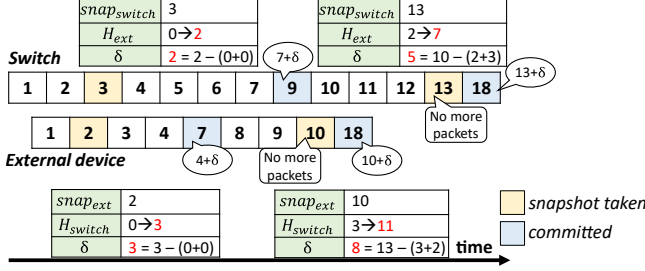 snap_switch 3
H_ext 0→2
δ 2 = 2 – (0+0)
snap_switch 13
H_ext 2→7
δ 5 = 10 – (2+3)
Switch
7+δ
13+δ
1 2 3 4 5 6 7 9 10 11 12 13 18
No more
packets
1 2 3 4 7 8 9 10 18
External device
4+δ
No more
packets
10+δ
snap_ext 2
H_switch 0→3
δ 3 = 3 – (0+0)
snap_ext 10
H_switch 3→11
δ 8 = 13 – (3+2)
snapshot taken
committed
time